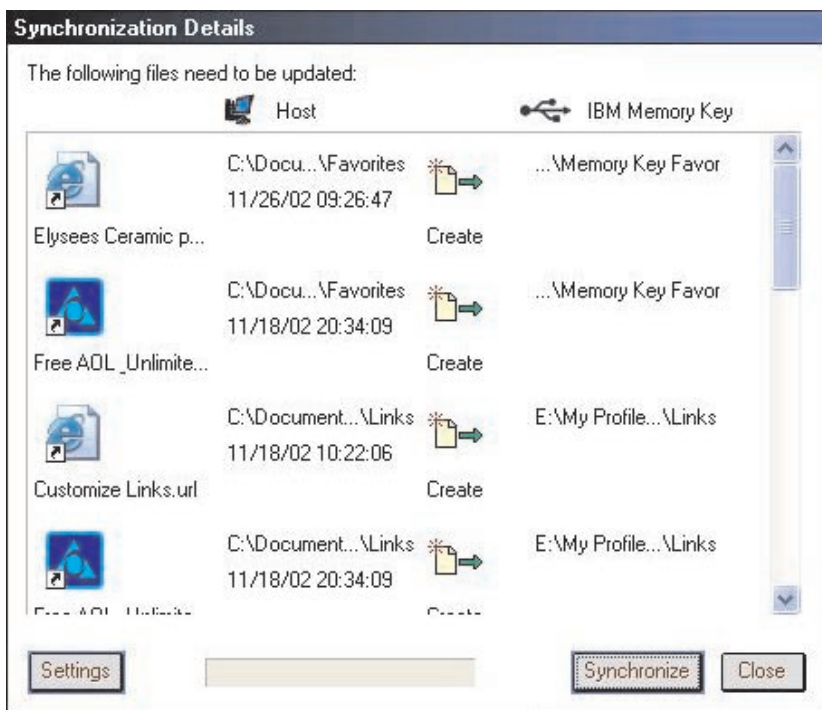 Synchronization Details
The following files need to be updated:
Host
IBM Memory Key
C:\Docu...\Favorites
...\Memory Key Favor
11/26/02 09:26:47
Elysees Ceramic p...
Create
C:\Docu...\Favorites
...\Memory Key Favor
11/18/02 20:34:09
Free AOL_Unlimite...
Create
C:\Document...\Links
E:\My Profile...\Links
11/18/02 10:22:06
Customize Links.url
Create
C:\Document...\Links
E:\My Profile...\Links
11/18/02 20:34:09
Settings
Synchronize
Close